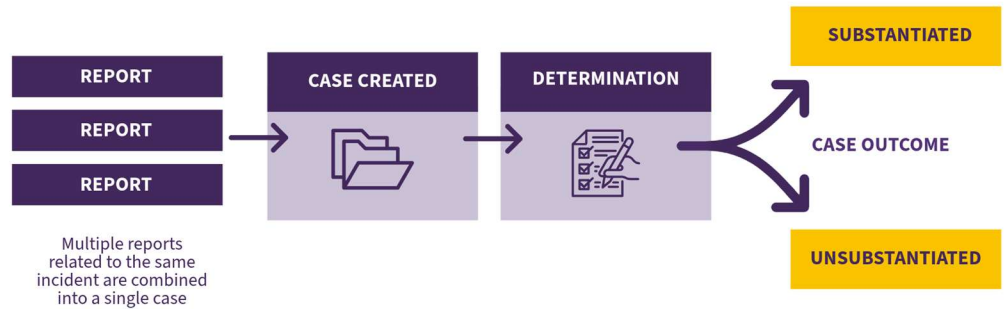 REPORT
REPORT
REPORT
Multiple reports
related to the same
incident are combined
into a single case
CASE CREATED
DETERMINATION
SUBSTANTIATED
CASE OUTCOME
UNSUBSTANTIATED